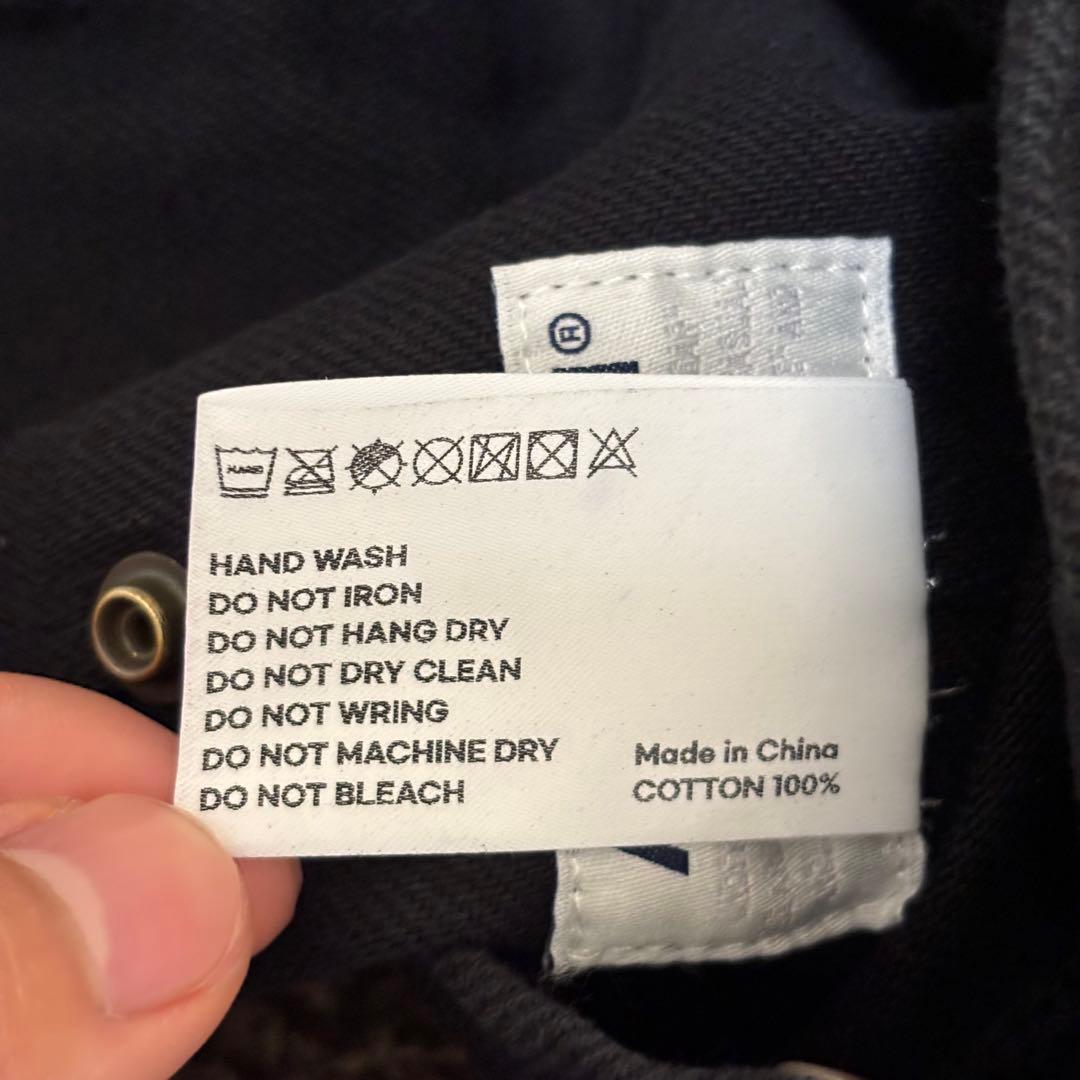 ®
HAND
HAND WASH
DO NOT IRON
DO NOT HANG DRY
DO NOT DRY CLEAN
DO NOT WRING
DO NOT MACHINE DRY
DO NOT BLEACH
Made in China
COTTON 100%